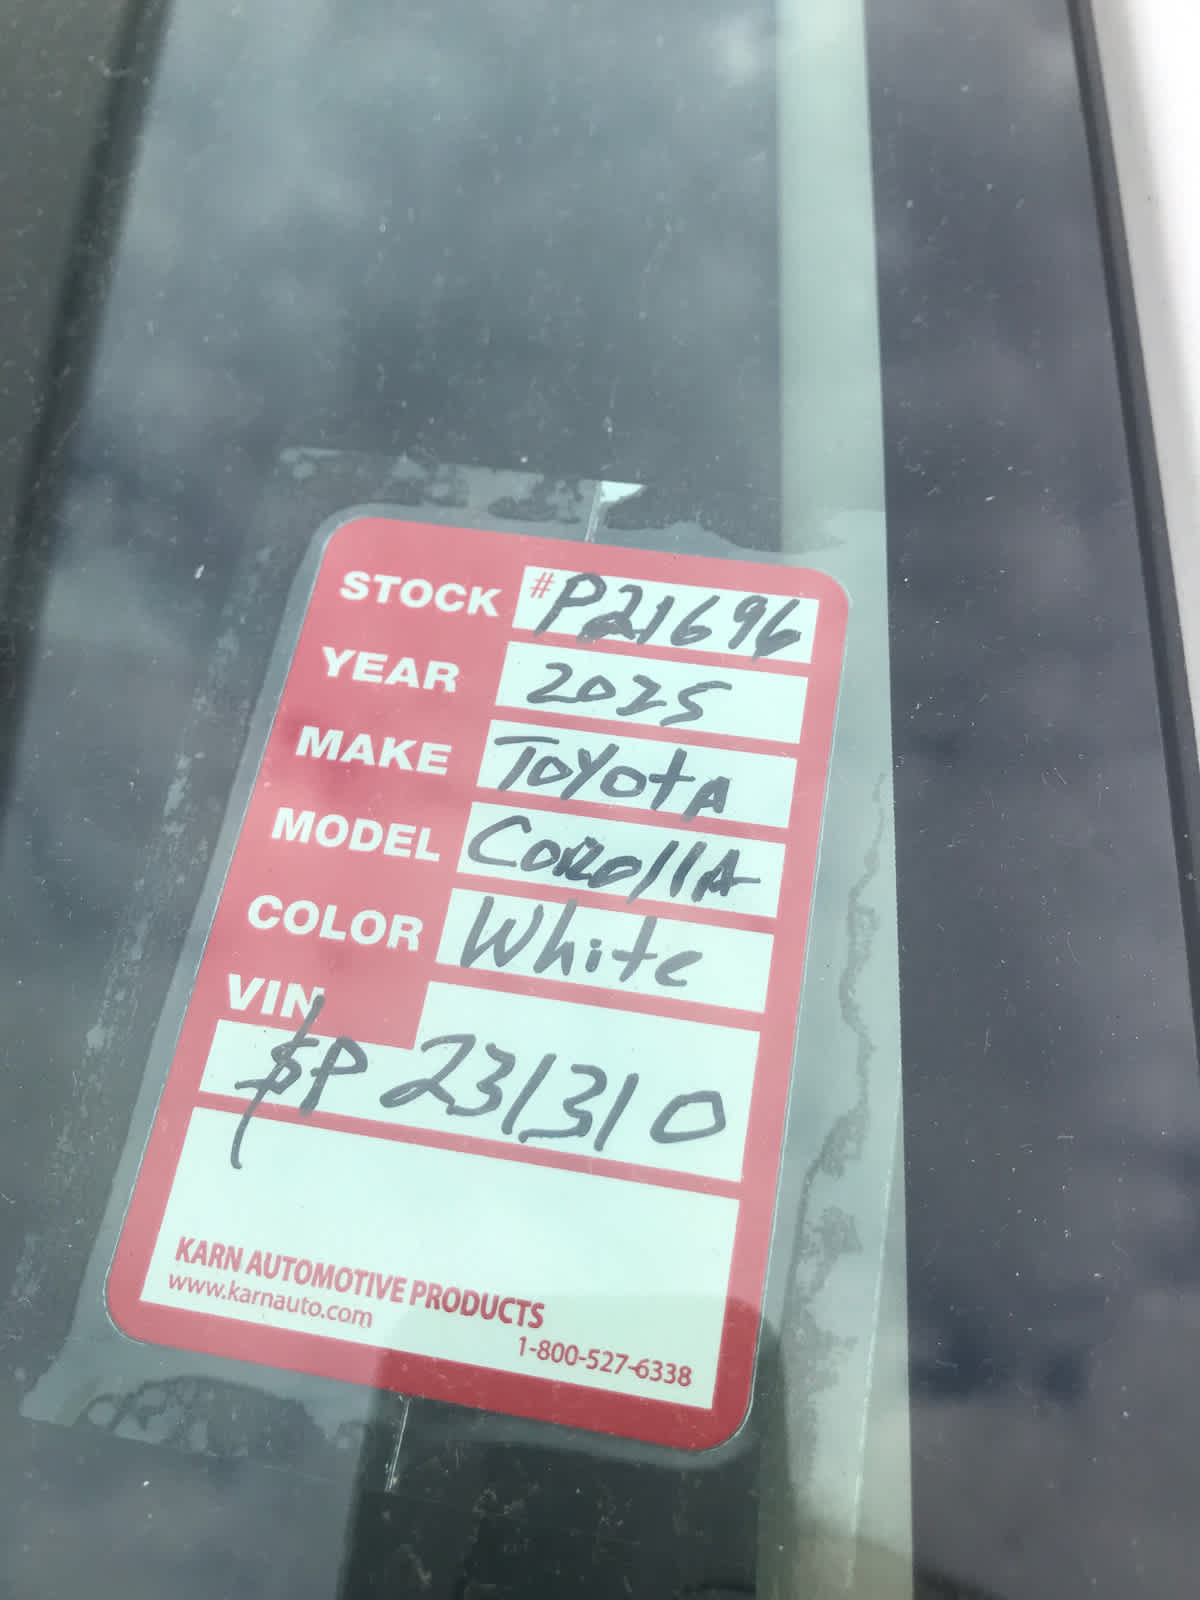 STOCK #P21696
YEAR 2025
MAKE Toyota
MODEL Corolla
COLOR White
VIN
SP 231310
KARN AUTOMOTIVE PRODUCTS
www.karnauto.com
1-800-527-6338